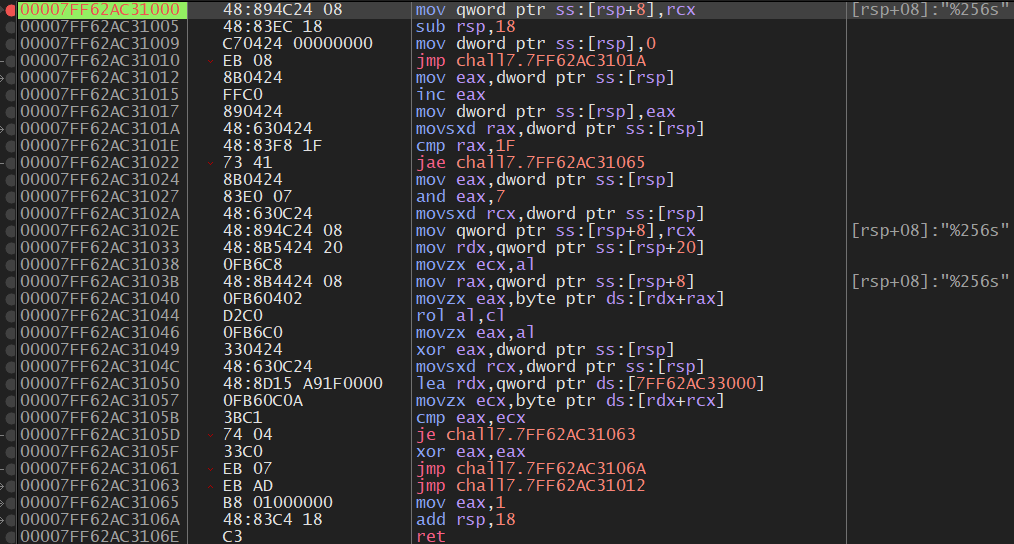 00007FF62AC31000 48:894C24 08 mov qword ptr ss:[rsp+8],rcx [rsp+08]:"%256s"
00007FF62AC31005 48:83EC 18 sub rsp,18
00007FF62AC31009 C70424 00000000 mov dword ptr ss:[rsp],0
00007FF62AC31010 EB 08 jmp chall7.7FF62AC3101A
00007FF62AC31012 8B0424 mov eax,dword ptr ss:[rsp]
00007FF62AC31015 FFC0 inc eax
00007FF62AC31017 890424 mov dword ptr ss:[rsp],eax
00007FF62AC3101A 48:630424 movsxd rax,dword ptr ss:[rsp]
00007FF62AC3101E 48:83F8 1F cmp rax,1F
00007FF62AC31022 73 41 jae chall7.7FF62AC31065
00007FF62AC31024 8B0424 mov eax,dword ptr ss:[rsp]
00007FF62AC31027 83E0 07 and eax,7
00007FF62AC3102A 48:630C24 movsxd rcx,dword ptr ss:[rsp]
00007FF62AC3102E 48:894C24 08 mov qword ptr ss:[rsp+8],rcx [rsp+08]:"%256s"
00007FF62AC31033 48:8B5424 20 mov rdx,qword ptr ss:[rsp+20]
00007FF62AC31038 0FB6C8 movzx ecx,al
00007FF62AC3103B 48:8B4424 08 mov rax,qword ptr ss:[rsp+8] [rsp+08]:"%256s"
00007FF62AC31040 0FB60402 movzx eax,byte ptr ds:[rdx+rax]
00007FF62AC31044 D2C0 rol al,cl
00007FF62AC31046 0FB6C0 movzx eax,al
00007FF62AC31049 330424 xor eax,dword ptr ss:[rsp]
00007FF62AC3104C 48:630C24 movsxd rcx,dword ptr ss:[rsp]
00007FF62AC31050 48:8D15 A91F0000 lea rdx,qword ptr ds:[7FF62AC33000]
00007FF62AC31057 0FB60C0A movzx ecx,byte ptr ds:[rdx+rcx]
00007FF62AC3105B 3BC1 cmp eax,ecx
00007FF62AC3105D 74 04 je chall7.7FF62AC31063
00007FF62AC3105F 33C0 xor eax,eax
00007FF62AC31061 EB 07 jmp chall7.7FF62AC3106A
00007FF62AC31063 EB AD jmp chall7.7FF62AC31012
00007FF62AC31065 B8 01000000 mov eax,1
00007FF62AC3106A 48:83C4 18 add rsp,18
00007FF62AC3106E C3 ret